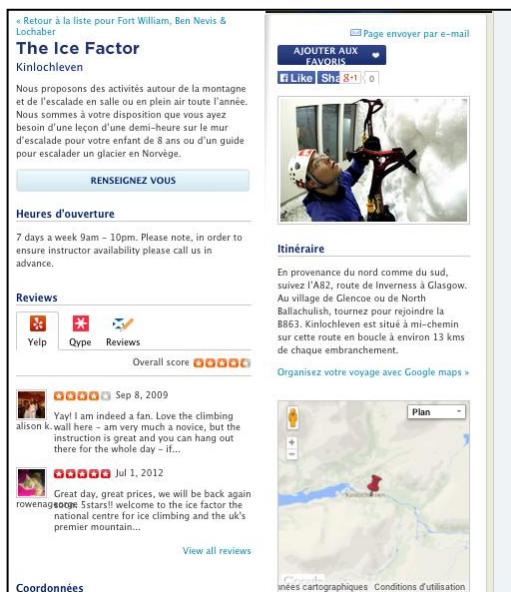 « Retour à la liste pour Fort William, Ben Nevis &
Lochaber
The Ice Factor
Kinlochleven
Nous proposons des activités autour de la montagne
et de l'escalade en salle ou en plein air toute l'année.
Nous sommes à votre disposition que vous ayez
besoin d'une leçon d'une demi-heure sur le mur
d'escalade pour votre enfant de 8 ans ou d'un guide
pour escalader un glacier en Norvège.
RENSEIGNEZ VOUS
Heures d'ouverture
7 days a week 9am – 10pm. Please note, in order to
ensure instructor availability please call us in
advance.
Reviews
Yelp Qype Reviews
Overall score
Sep 8, 2009
alison k.
Yay! I am indeed a fan. Love the climbing
wall here – am very much a novice, but the
instruction is great and you can hang out
there for the whole day – if...
Jul 1, 2012
rowenageorge
Great day, great prices, we will be back again
soon 5stars!! welcome to the ice factor the
national centre for ice climbing and the uk's
premier mountain...
View all reviews
Coordonnées
Page envoyer par e-mail
AJOUTER AUX
FAVORIS
Like Sha +1 0
Itinéraire
En provenance du nord comme du sud,
suivez l'A82, route de Inverness à Glasgow.
Au village de Glencoe ou de North
Ballachulish, tournez pour rejoindre la
B863. Kinlochleven est situé à mi-chemin
sur cette route en boucle à environ 13 kms
de chaque embranchement.
Organisez votre voyage avec Google maps »
Plan
Kinlochleven
Google
nnées cartographiques Conditions d'utilisation